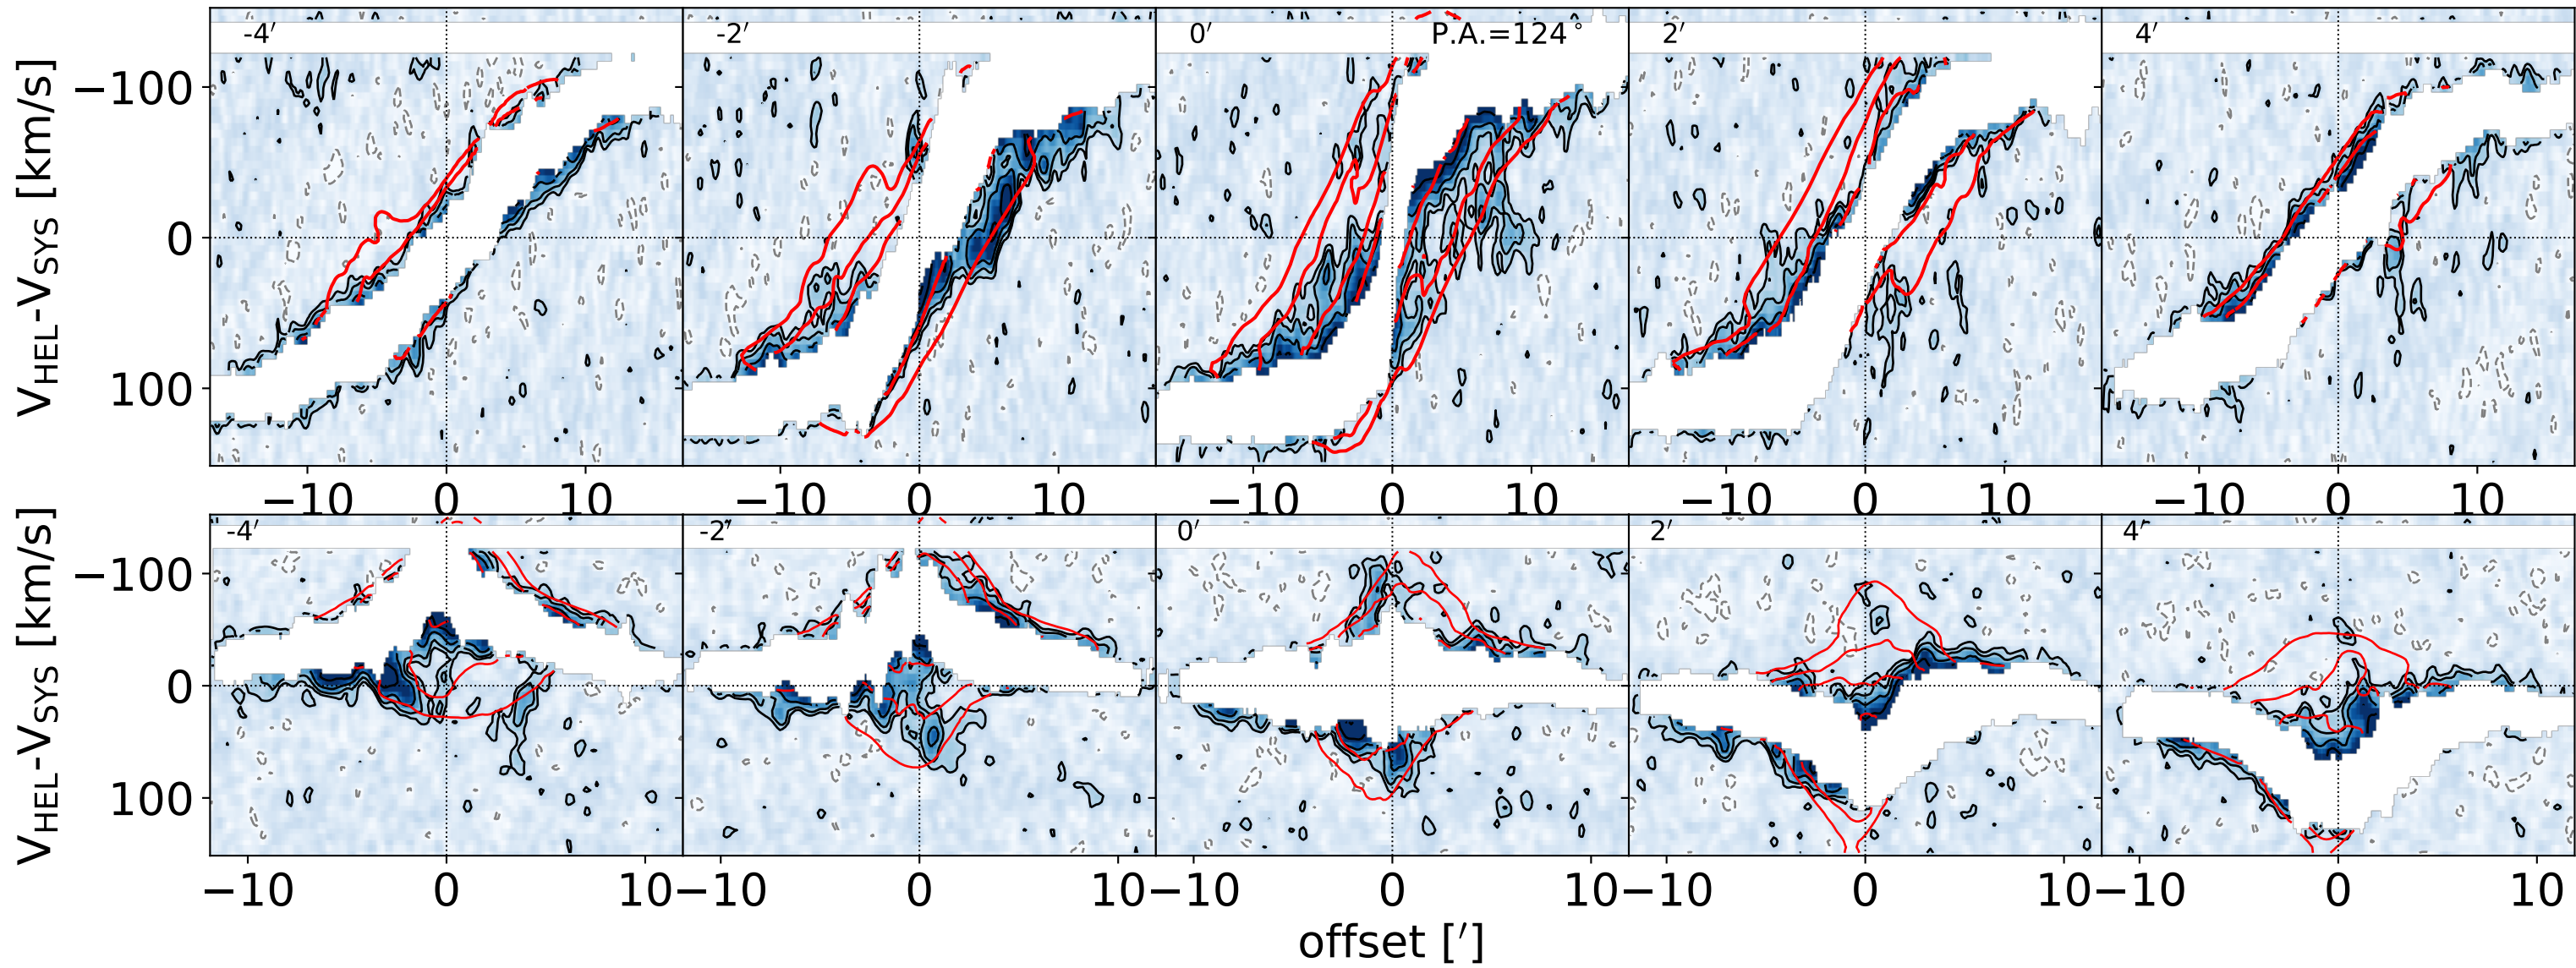 -4′ -2′ 0′ P.A.=124° 2′ 4′
V_HEL-V_SYS [km/s]
−100
0
100
−10 0 10 −10 0 10 −10 0 10 −10 0 10 −10 0 10
-4′ -2′ 0′ 2′ 4′
V_HEL-V_SYS [km/s]
−100
0
100
−10 0 10 −10 0 10 −10 0 10 −10 0 10 −10 0 10
offset [′]